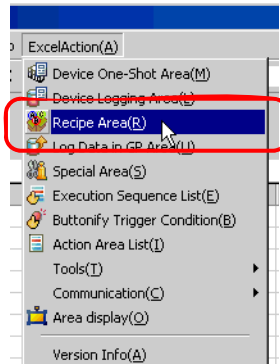 ExcelAction(A)
Device One-Shot Area(M)
Device Logging Area(L)
Recipe Area(R)
Log Data in GP Area(U)
Special Area(S)
Execution Sequence List(E)
Buttonify Trigger Condition(B)
Action Area List(I)
Tools(T)
Communication(C)
Area display(O)
Version Info(A)